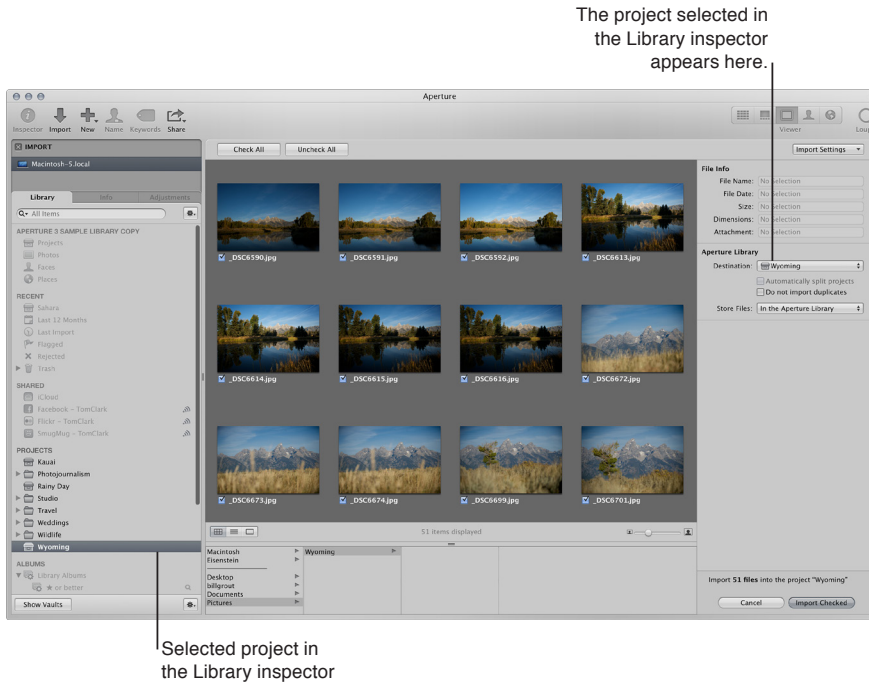 The project selected in
the Library inspector
appears here.
Aperture
Inspector Import New Name Keywords Share
Viewer
Loup
IMPORT
Macintosh-5.local
Library Info Adjustments
All Items
APERTURE 3 SAMPLE LIBRARY COPY
Projects
Photos
Faces
Places
RECENT
Sahara
Last 12 Months
Last Import
Flagged
Rejected
Trash
SHARED
iCloud
Facebook – TomClark
Flickr – TomClark
SmugMug – TomClark
PROJECTS
Kauai
Photojournalism
Rainy Day
Studio
Travel
Weddings
Wildlife
Wyoming
ALBUMS
Library Albums
★ or better
Show Vaults
Check All Uncheck All
_DSC6590.jpg _DSC6591.jpg _DSC6592.jpg _DSC6613.jpg
_DSC6614.jpg _DSC6615.jpg _DSC6616.jpg _DSC6672.jpg
_DSC6673.jpg _DSC6674.jpg _DSC6699.jpg _DSC6701.jpg
51 items displayed
Macintosh
Eisenstein
Desktop
billgrout
Documents
Pictures
Wyoming
Import Settings
File Info
File Name: No Selection
File Date: No Selection
Size: No Selection
Dimensions: No Selection
Attachment: No Selection
Aperture Library
Destination: Wyoming
Automatically split projects
Do not import duplicates
Store Files: In the Aperture Library
Import 51 files into the project "Wyoming"
Cancel Import Checked
Selected project in
the Library inspector